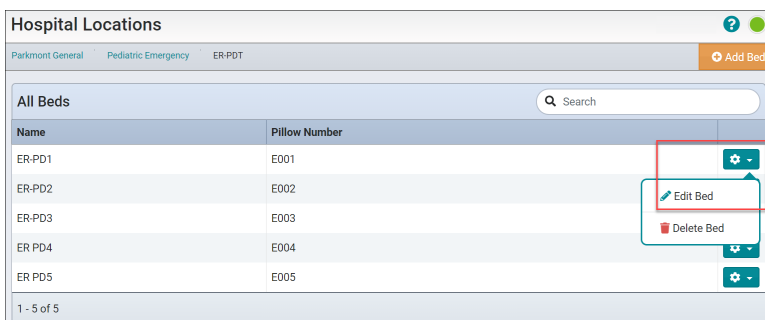 Hospital Locations
Parkmont General Pediatric Emergency ER-PDT
Add Bed
All Beds
Search
Name Pillow Number
ER-PD1 E001
Edit Bed
ER-PD2 E002
ER-PD3 E003
Delete Bed
ER PD4 E004
ER PD5 E005
1 - 5 of 5